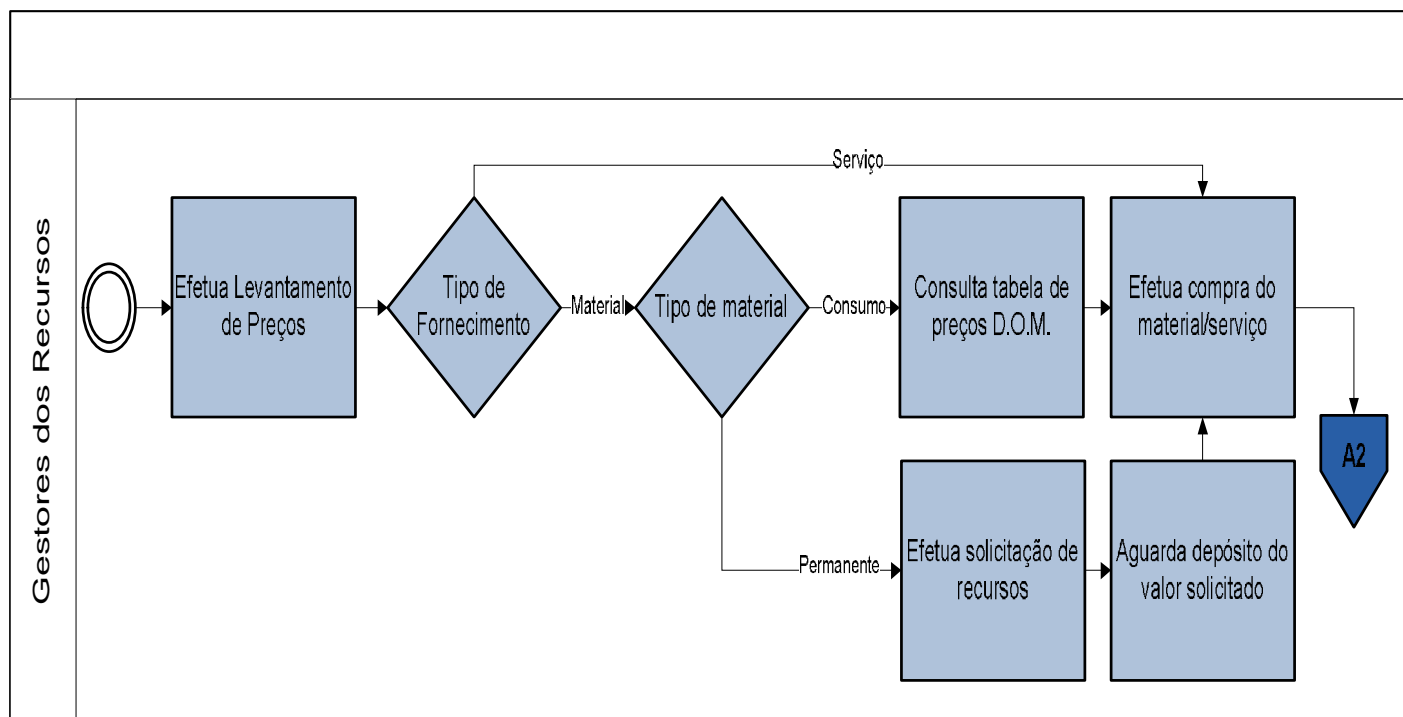 Gestores dos Recursos
Efetua Levantamento
de Preços
Tipo de
Fornecimento
Material
Tipo de material
Serviço
Consumo
Consulta tabela de
preços D.O.M.
Efetua compra do
material/serviço
A2
Permanente
Efetua solicitação de
recursos
Aguarda depósito do
valor solicitado